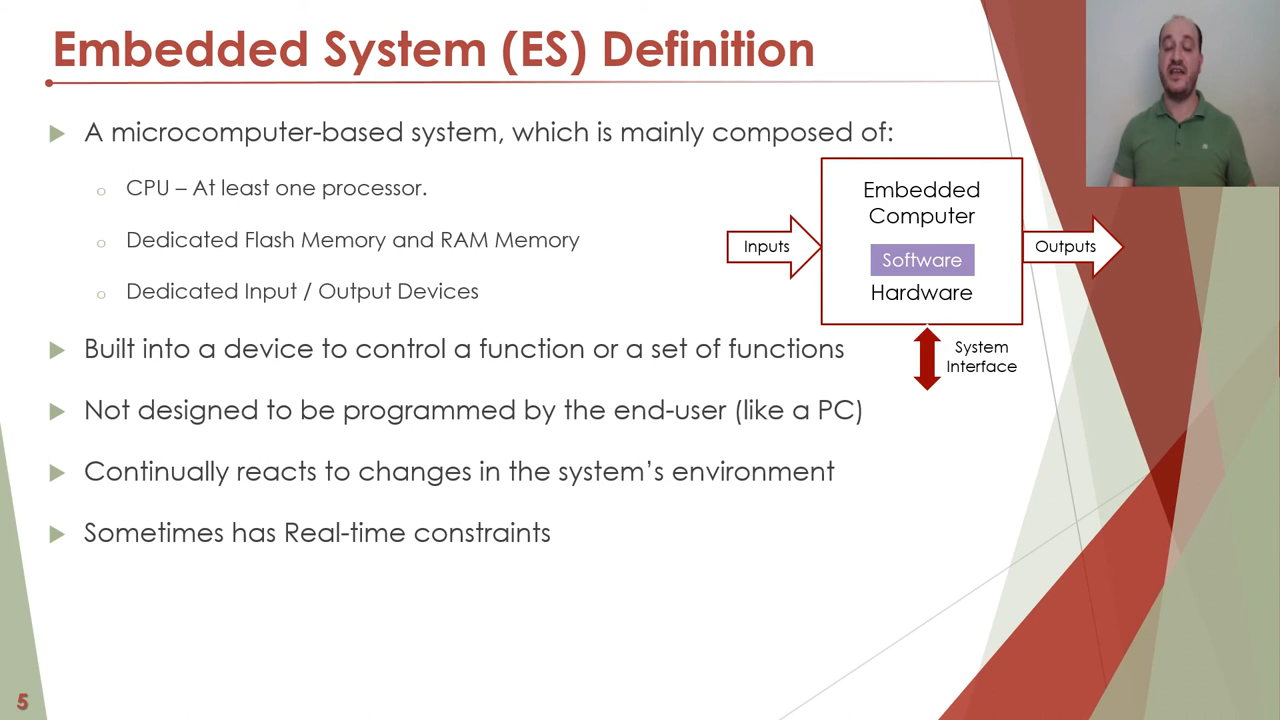 Embedded System (ES) Definition
A microcomputer-based system, which is mainly composed of:
CPU – At least one processor.
Dedicated Flash Memory and RAM Memory
Dedicated Input / Output Devices
Built into a device to control a function or a set of functions
Not designed to be programmed by the end-user (like a PC)
Continually reacts to changes in the system’s environment
Sometimes has Real-time constraints
Inputs
Embedded
Computer
Software
Hardware
Outputs
System
Interface
5